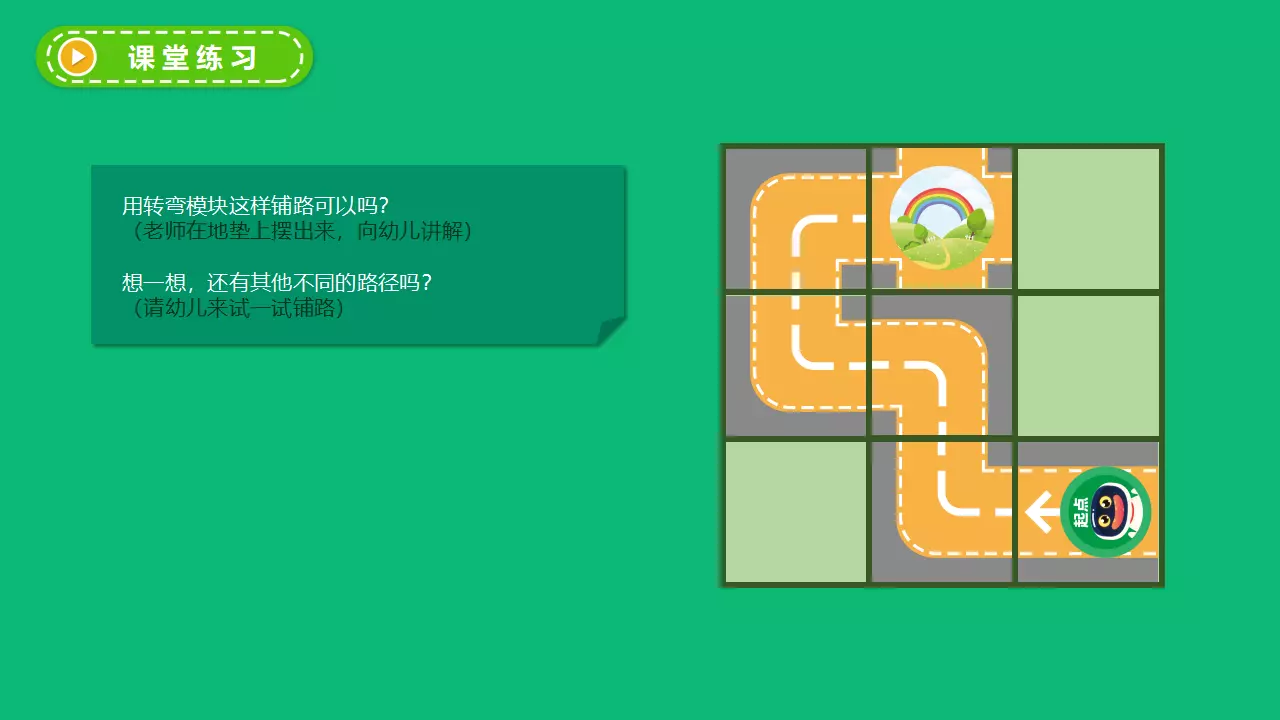 课堂练习
用转弯模块这样铺路可以吗？
（老师在地垫上摆出来，向幼儿讲解）
想一想，还有其他不同的路径吗？
（请幼儿来试一试铺路）
起点